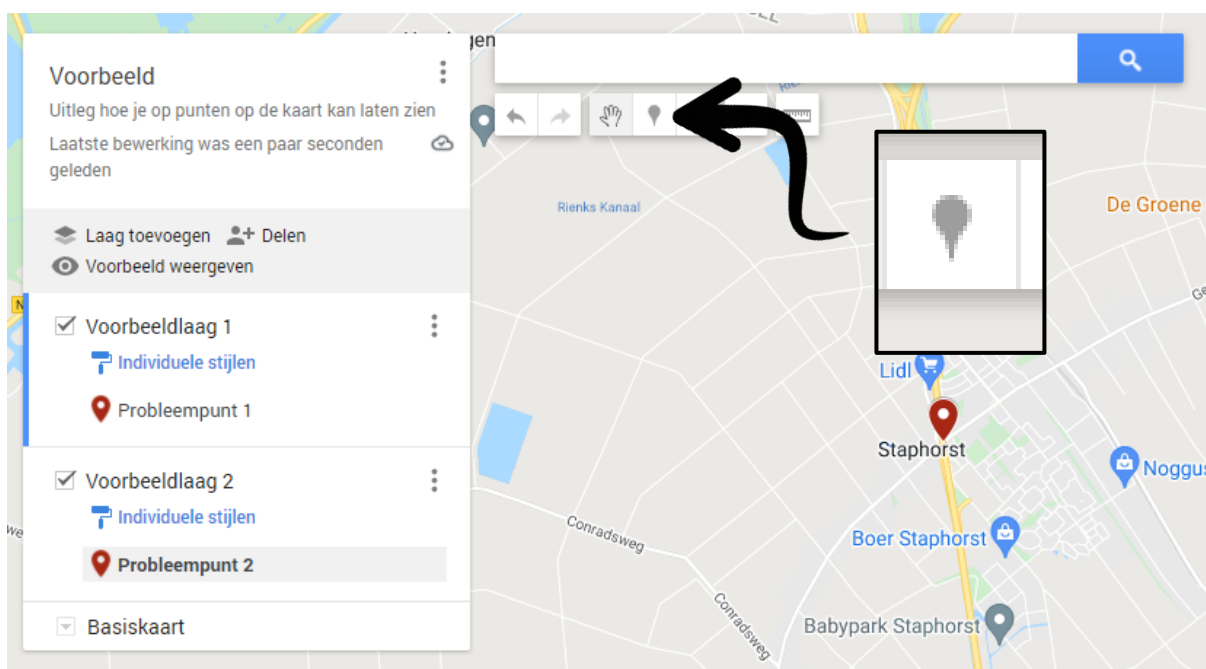 Voorbeeld
Uitleg hoe je op punten op de kaart kan laten zien
Laatste bewerking was een paar seconden
geleden
Laag toevoegen Delen
Voorbeeld weergeven
Voorbeeldlaag 1
Individuele stijlen
Probleempunt 1
Voorbeeldlaag 2
Individuele stijlen
Probleempunt 2
Basiskaart
Rienks Kanaal
De Groene
Lidl
Staphorst
Noggus
Conradsweg
Boer Staphorst
Conradsweg
Babypark Staphorst